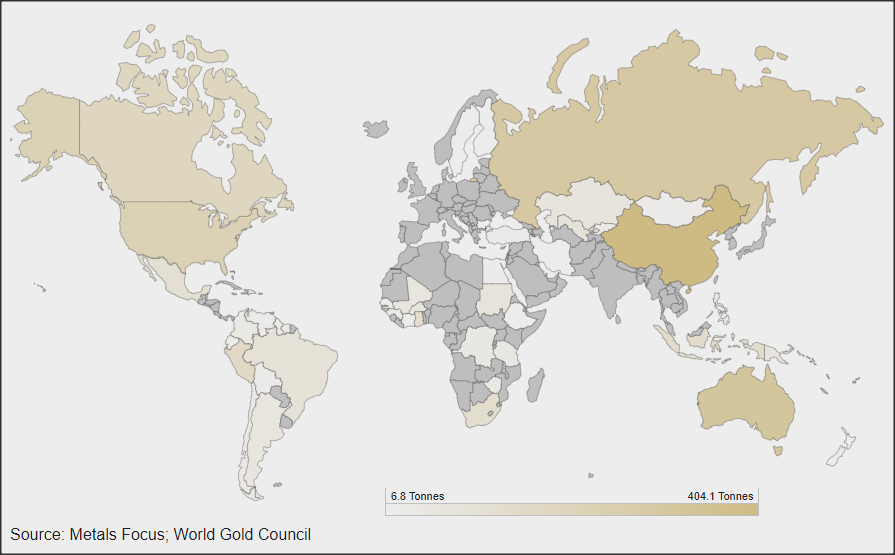 6.8 Tonnes 404.1 Tonnes
Source: Metals Focus; World Gold Council